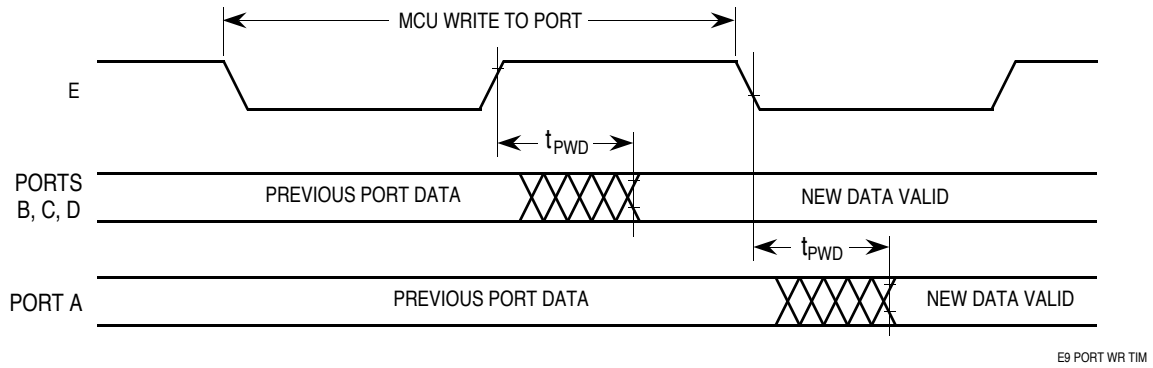 MCU WRITE TO PORT
E
tPWD
PORTS
B, C, D
PREVIOUS PORT DATA
NEW DATA VALID
tPWD
PORT A
PREVIOUS PORT DATA
NEW DATA VALID
E9 PORT WR TIM